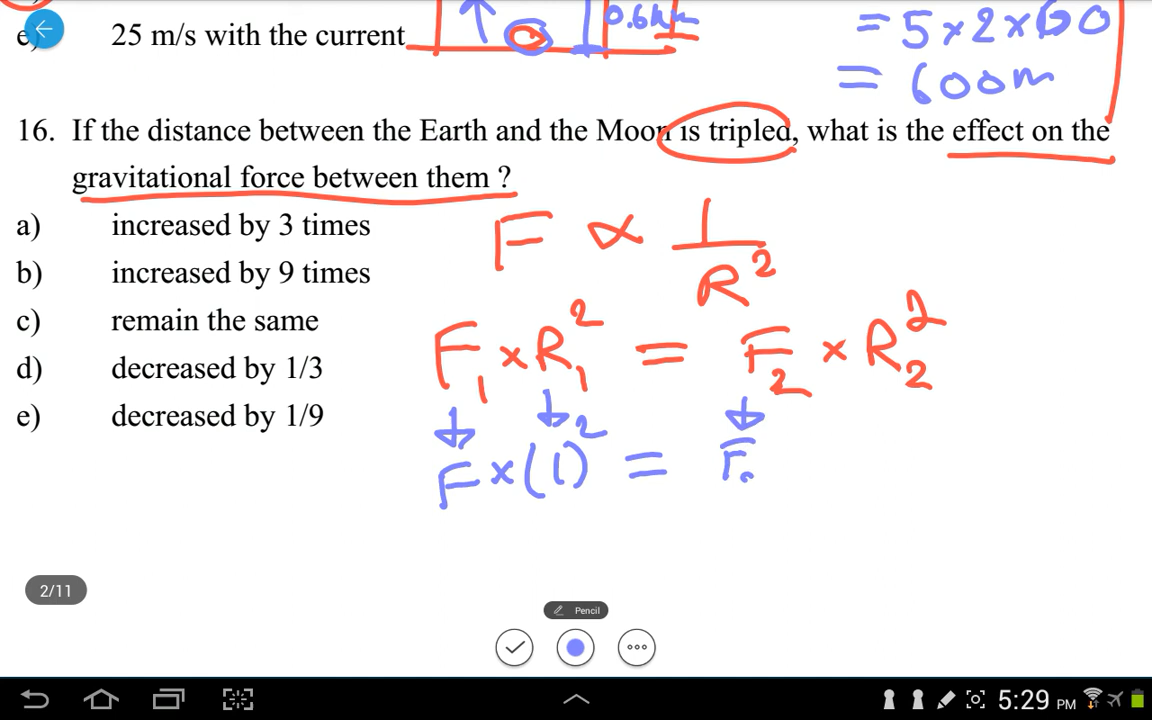 e) 25 m/s with the current
0.6km
= 5 x 2 x 60
= 600m
16. If the distance between the Earth and the Moon is tripled, what is the effect on the
gravitational force between them ?
a) increased by 3 times
b) increased by 9 times
c) remain the same
d) decreased by 1/3
e) decreased by 1/9
F ∝ 1/R²
F₁ × R₁² = F₂ × R₂²
F × (1)² = F
2/11
Pencil
5:29 PM